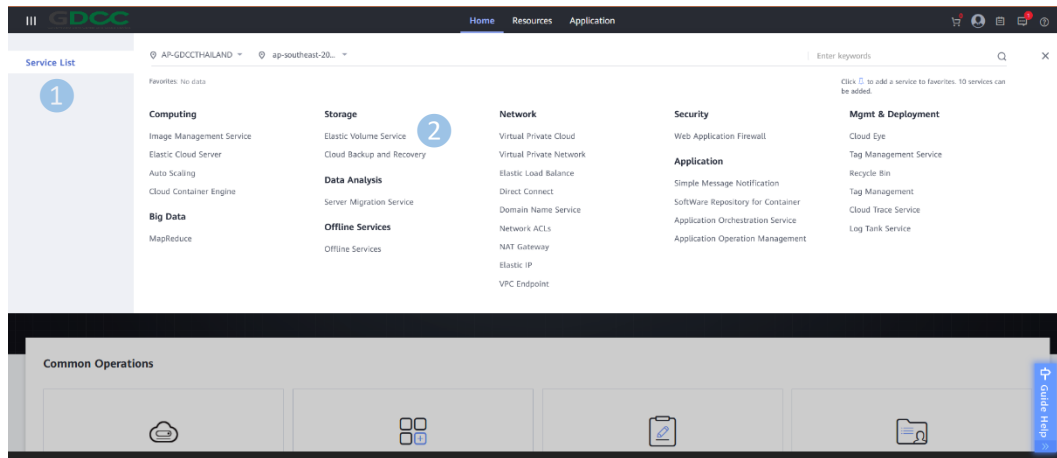 GDCC
Home Resources Application
Service List
AP-GDCCTHAILAND
ap-southeast-20...
Enter keywords
Favorites: No data
Click to add a service to favorites. 10 services can
be added.
1
Computing
Image Management Service
Elastic Cloud Server
Auto Scaling
Cloud Container Engine
Big Data
MapReduce
Storage
Elastic Volume Service
2
Cloud Backup and Recovery
Data Analysis
Server Migration Service
Offline Services
Offline Services
Network
Virtual Private Cloud
Virtual Private Network
Elastic Load Balance
Direct Connect
Domain Name Service
Network ACLs
NAT Gateway
Elastic IP
VPC Endpoint
Security
Web Application Firewall
Application
Simple Message Notification
SoftWare Repository for Container
Application Orchestration Service
Application Operation Management
Mgmt & Deployment
Cloud Eye
Tag Management Service
Recycle Bin
Tag Management
Cloud Trace Service
Log Tank Service
Common Operations
Guide Help